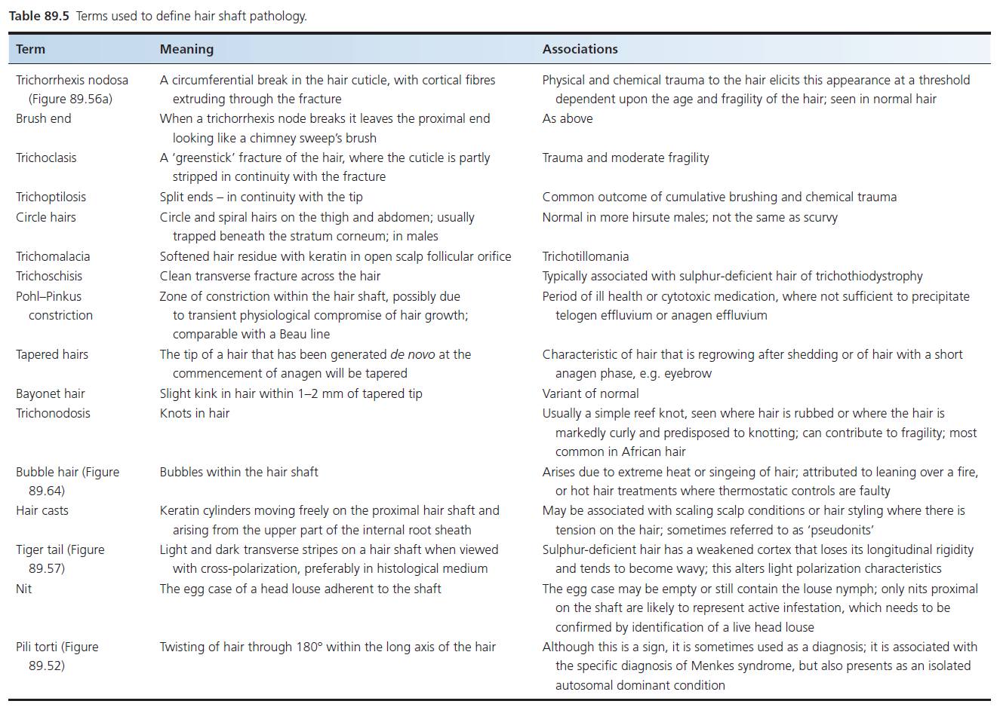 Table 89.5 Terms used to define hair shaft pathology.
Term Meaning Associations
Trichorrhexis nodosa (Figure 89.56a)
A circumferential break in the hair cuticle, with cortical fibres
extruding through the fracture
Physical and chemical trauma to the hair elicits this appearance at a threshold
dependent upon the age and fragility of the hair; seen in normal hair
Brush end
When a trichorrhexis node breaks it leaves the proximal end
looking like a chimney sweep's brush
As above
Trichoclasis
A 'greenstick' fracture of the hair, where the cuticle is partly
stripped in continuity with the fracture
Trauma and moderate fragility
Trichoptilosis
Split ends – in continuity with the tip
Common outcome of cumulative brushing and chemical trauma
Circle hairs
Circle and spiral hairs on the thigh and abdomen; usually
trapped beneath the stratum corneum; in males
Normal in more hirsute males; not the same as scurvy
Trichomalacia
Softened hair residue with keratin in open scalp follicular orifice
Trichotillomania
Trichoschisis
Clean transverse fracture across the hair
Typically associated with sulphur-deficient hair of trichothiodystrophy
Pohl–Pinkus
constriction
Zone of constriction within the hair shaft, possibly due
to transient physiological compromise of hair growth;
comparable with a Beau line
Period of ill health or cytotoxic medication, where not sufficient to precipitate
telogen effluvium or anagen effluvium
Tapered hairs
The tip of a hair that has been generated de novo at the
commencement of anagen will be tapered
Characteristic of hair that is regrowing after shedding or of hair with a short
anagen phase, e.g. eyebrow
Bayonet hair
Slight kink in hair within 1–2 mm of tapered tip
Variant of normal
Trichonodosis
Knots in hair
Usually a simple reef knot, seen where hair is rubbed or where the hair is
markedly curly and predisposed to knotting; can contribute to fragility; most
common in African hair
Bubble hair (Figure
89.64)
Bubbles within the hair shaft
Arises due to extreme heat or singeing of hair; attributed to leaning over a fire,
or hot hair treatments where thermostatic controls are faulty
Hair casts
Keratin cylinders moving freely on the proximal hair shaft and
arising from the upper part of the internal root sheath
May be associated with scaling scalp conditions or hair styling where there is
tension on the hair; sometimes referred to as 'pseudonits'
Tiger tail (Figure
89.57)
Light and dark transverse stripes on a hair shaft when viewed
with cross-polarization, preferably in histological medium
Sulphur-deficient hair has a weakened cortex that loses its longitudinal rigidity
and tends to become wavy; this alters light polarization characteristics
Nit
The egg case of a head louse adherent to the shaft
The egg case may be empty or still contain the louse nymph; only nits proximal
on the shaft are likely to represent active infestation, which needs to be
confirmed by identification of a live head louse
Pili torti (Figure
89.52)
Twisting of hair through 180° within the long axis of the hair
Although this is a sign, it is sometimes used as a diagnosis; it is associated with
the specific diagnosis of Menkes syndrome, but also presents as an isolated
autosomal dominant condition